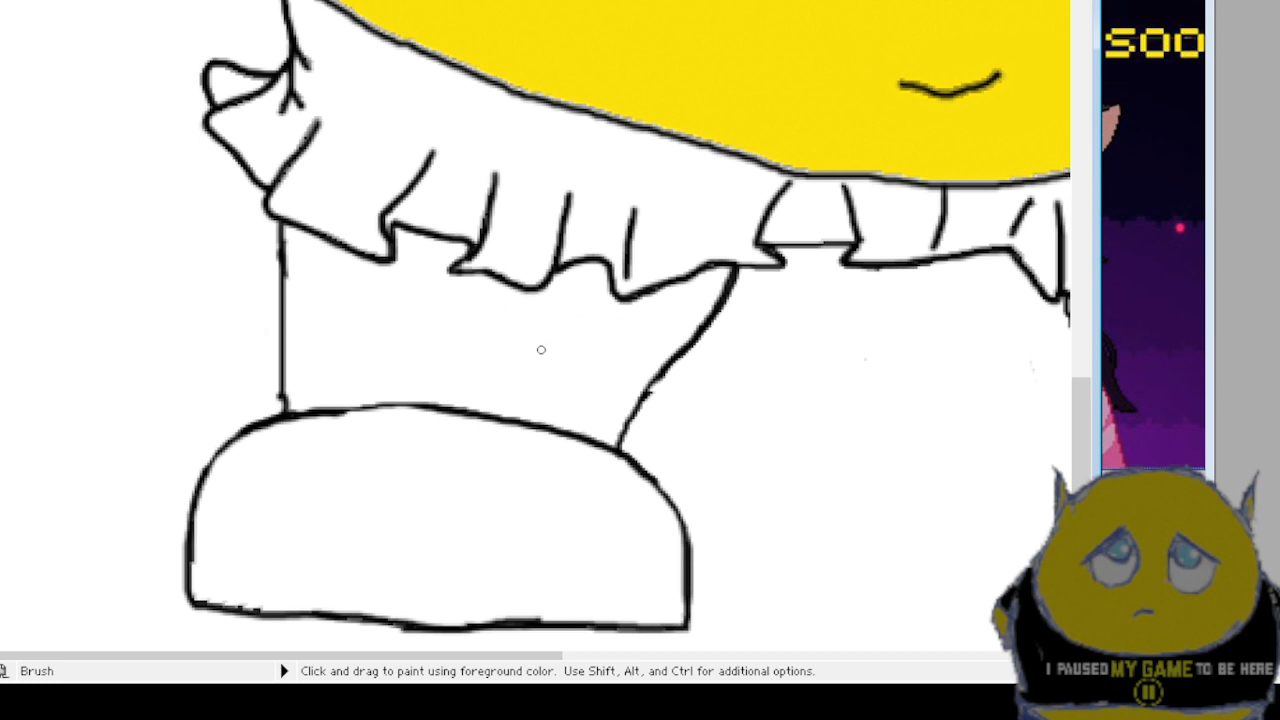 SOO
Brush
Click and drag to paint using foreground color. Use Shift, Alt, and Ctrl for additional options.
I PAUSED MY GAME TO BE HERE